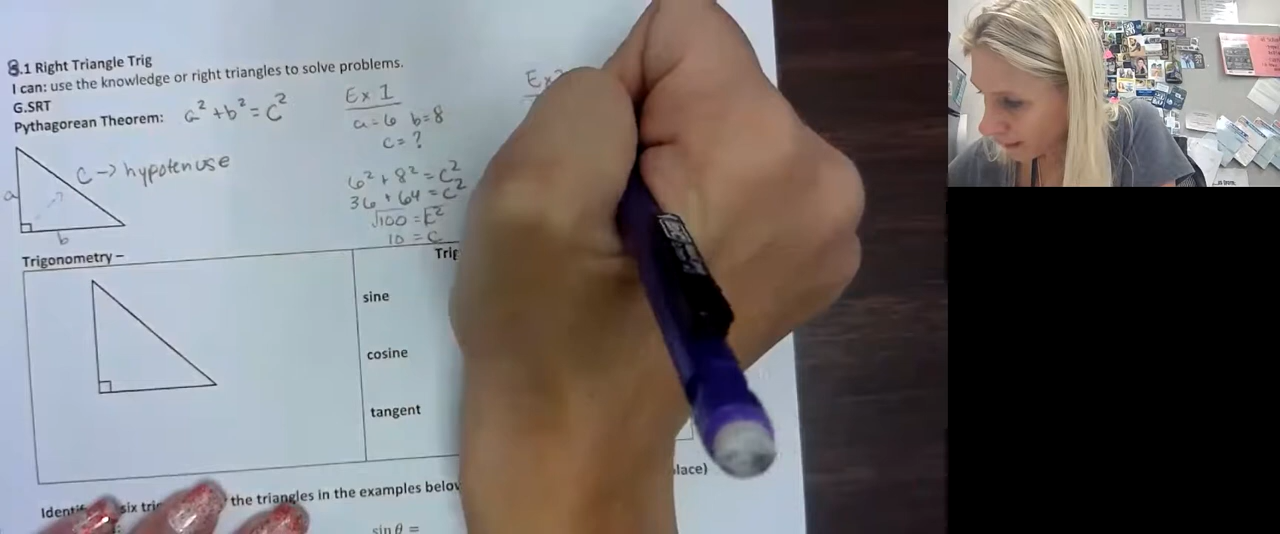 8.1 Right Triangle Trig
I can: use the knowledge or right triangles to solve problems.
G.SRT
Pythagorean Theorem: a² + b² = c²
c → hypotenuse
a
b
Ex 1
a = 6 b = 8
c = ?
6² + 8² = c²
36 + 64 = c²
√100 = √c²
10 = c
Ex
Trigonometry –
sine
cosine
tangent
lace)
six
the triangles in the examples
sin θ =